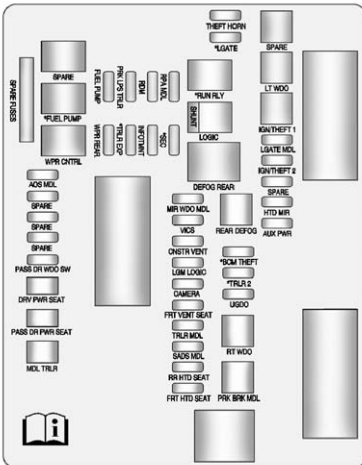 THEFT HORN
*LGATE
SPARE
SPARE FUSES
SPARE
FUEL PUMP
PRK LPS TRLR
RDM
RPA MDL
*RUN RLY
LT WDO
*FUEL PUMP
WPR CNTRL
WPR REAR
*TRLR EXP
INFOTMNT
*SEC
SHUNT
LOGIC
DEFOG REAR
IGN/THEFT 1
LGATE MDL
IGN/THEFT 2
SPARE
HTD MIR
AUX PWR
AOS MDL
SPARE
SPARE
SPARE
PASS DR WDO SW
DRV PWR SEAT
PASS DR PWR SEAT
MDL TRLR
MIR WDO MDL
VICS
CNSTR VENT
LGM LOGIC
CAMERA
FRT VENT SEAT
TRLR MDL
SADS MDL
RR HTD SEAT
FRT HTD SEAT
REAR DEFOG
*BCM THEFT
*TRLR 2
UGDO
RT WDO
PRK BRK MDL
i